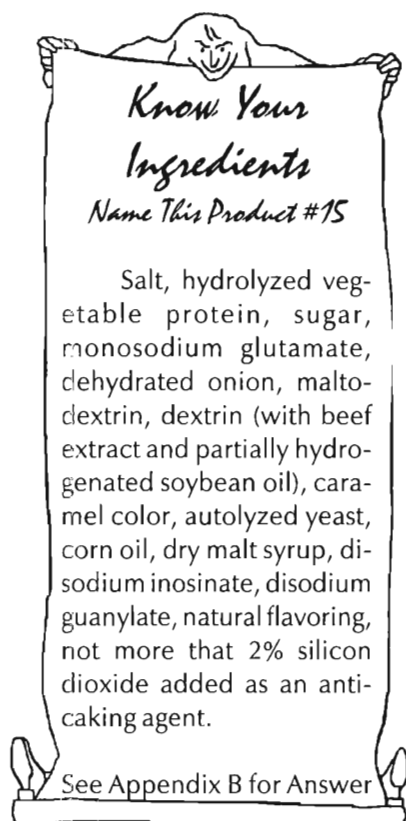 Know Your
Ingredients
Name This Product #15
Salt, hydrolyzed veg-
etable protein, sugar,
monosodium glutamate,
dehydrated onion, malto-
dextrin, dextrin (with beef
extract and partially hydro-
genated soybean oil), cara-
mel color, autolyzed yeast,
corn oil, dry malt syrup, di-
sodium inosinate, disodium
guanylate, natural flavoring,
not more that 2% silicon
dioxide added as an anti-
caking agent.
See Appendix B for Answer